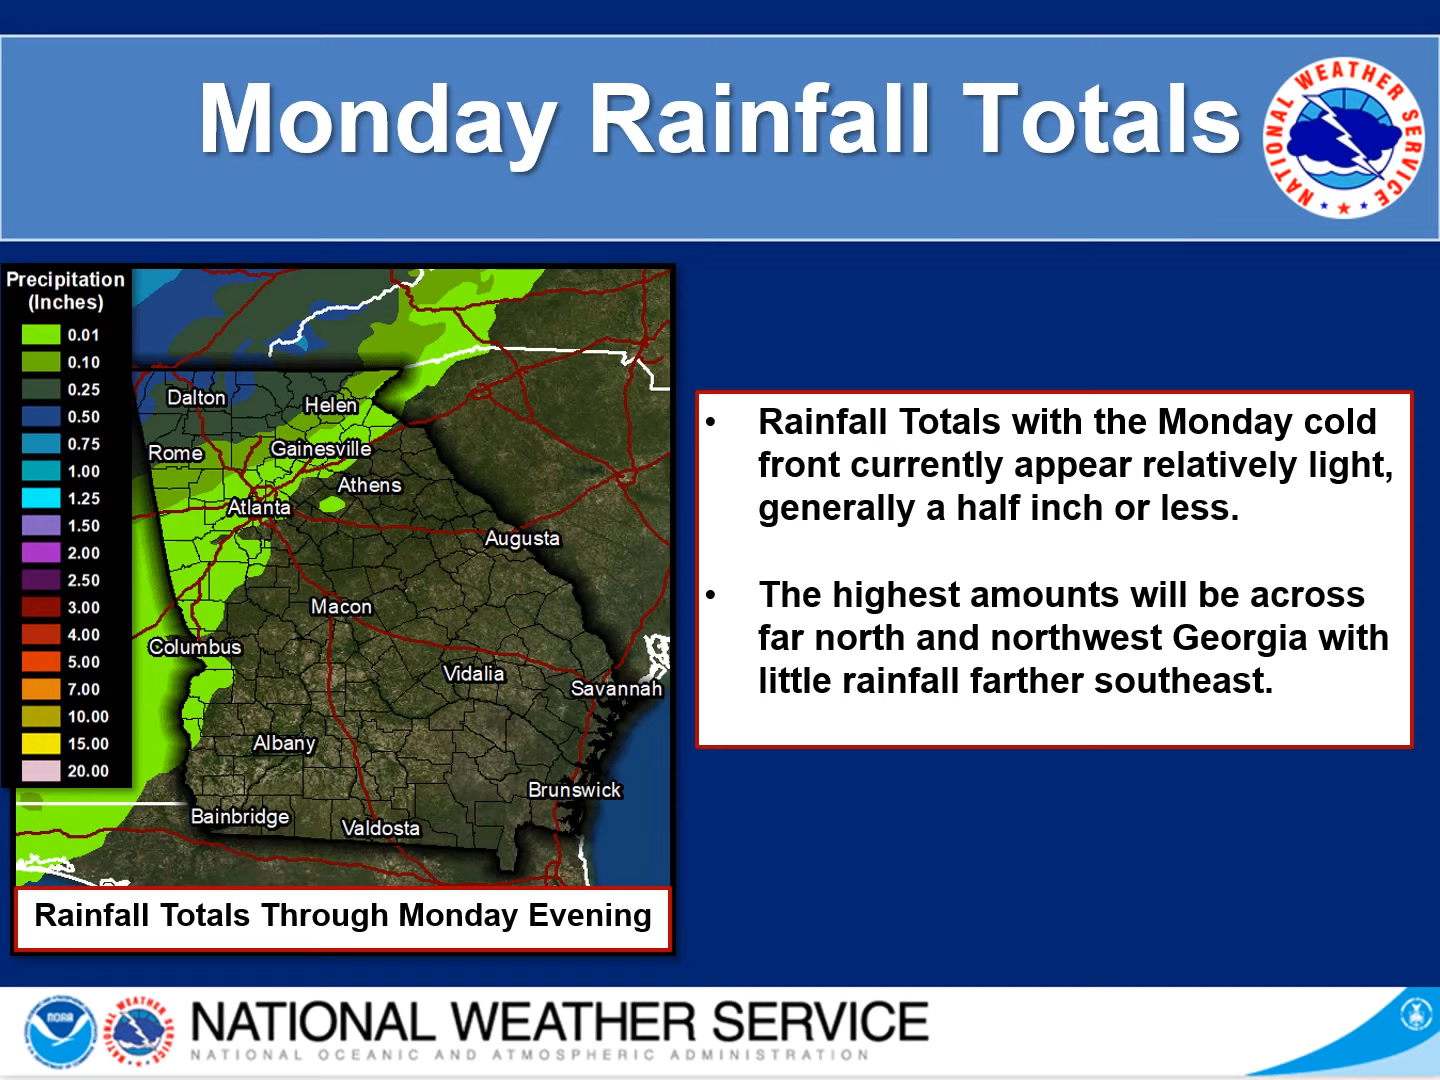 Monday Rainfall Totals
NATIONAL WEATHER SERVICE
Precipitation
(Inches)
0.01
0.10
0.25
0.50
0.75
1.00
1.25
1.50
2.00
2.50
3.00
4.00
5.00
7.00
10.00
15.00
20.00
Dalton
Helen
Rome
Gainesville
Athens
Atlanta
Augusta
Macon
Columbus
Vidalia
Savannah
Albany
Brunswick
Bainbridge
Valdosta
Rainfall Totals Through Monday Evening
• Rainfall Totals with the Monday cold
front currently appear relatively light,
generally a half inch or less.
• The highest amounts will be across
far north and northwest Georgia with
little rainfall farther southeast.
NOAA
NATIONAL WEATHER SERVICE
NATIONAL OCEANIC AND ATMOSPHERIC ADMINISTRATION